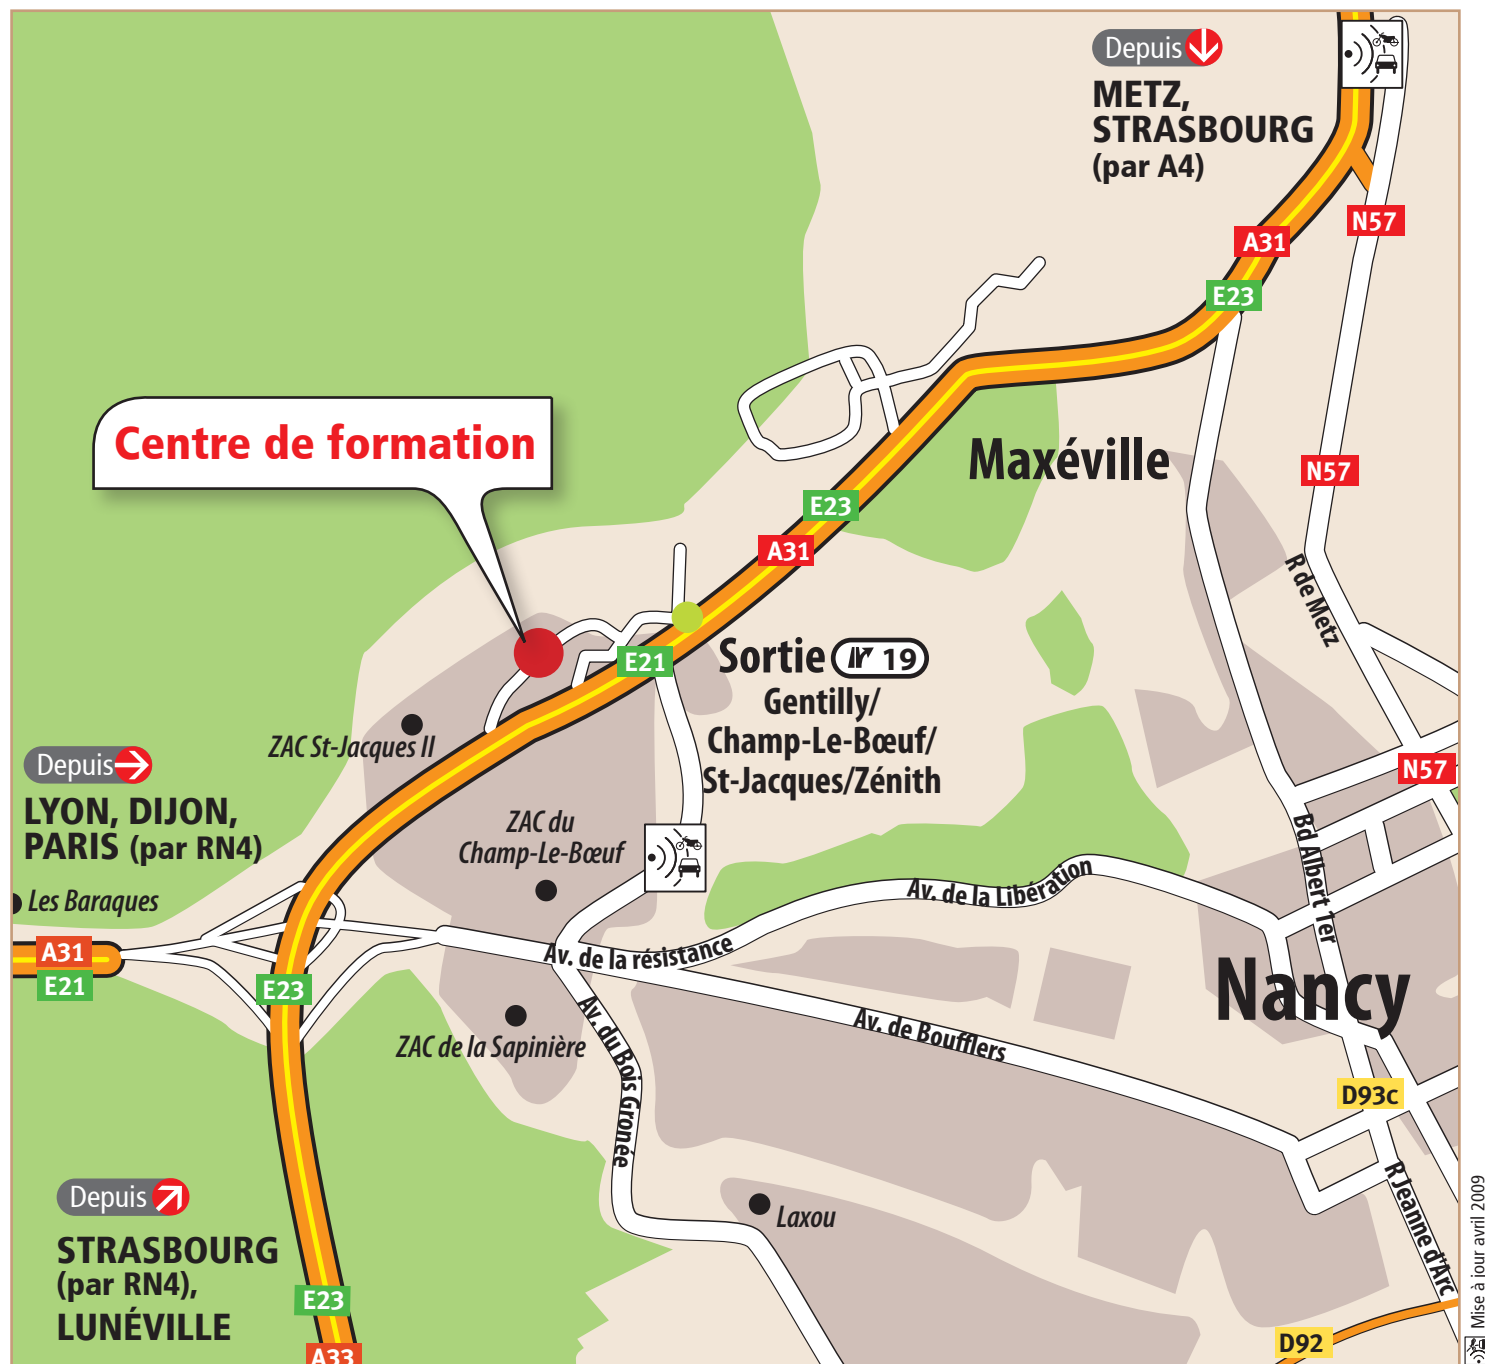 Depuis
METZ,
STRASBOURG
(par A4)
N57
A31
E23
Centre de formation
Maxéville
N57
E23
A31
R de Metz
E21
Sortie 19
Gentilly/
Champ-Le-Bœuf/
St-Jacques/Zénith
ZAC St-Jacques II
Depuis
LYON, DIJON,
PARIS (par RN4)
N57
ZAC du
Champ-Le-Bœuf
Bd Albert 1er
Les Baraques
Av. de la Libération
A31
E21
Av. de la résistance
E23
Nancy
ZAC de la Sapinière
Av. du Bois Gronée
Av. de Boufflers
D93c
Depuis
STRASBOURG
(par RN4),
LUNÉVILLE
Laxou
R Jeanne d'Arc
E23
A33
D92
Mise à jour avril 2009